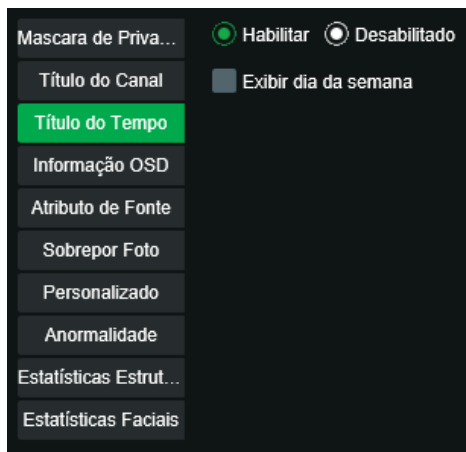 Mascara de Priva...
Título do Canal
Título do Tempo
Informação OSD
Atributo de Fonte
Sobrepor Foto
Personalizado
Anormalidade
Estatísticas Estrut...
Estatísticas Faciais
Habilitar Desabilitado
Exibir dia da semana